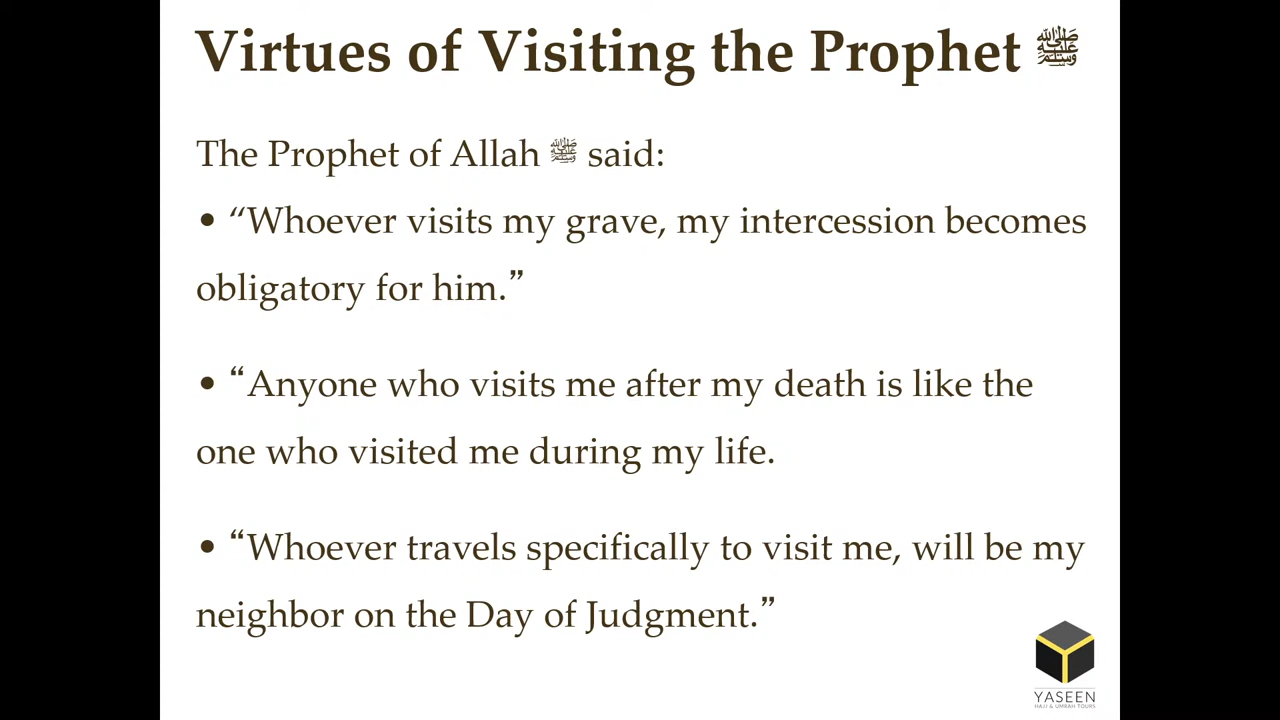 Virtues of Visiting the Prophet ﷺ
The Prophet of Allah ﷺ said:
• “Whoever visits my grave, my intercession becomes
obligatory for him.”
• “Anyone who visits me after my death is like the
one who visited me during my life.
• “Whoever travels specifically to visit me, will be my
neighbor on the Day of Judgment.”
YASEEN
HAJJ & UMRAH TOURS